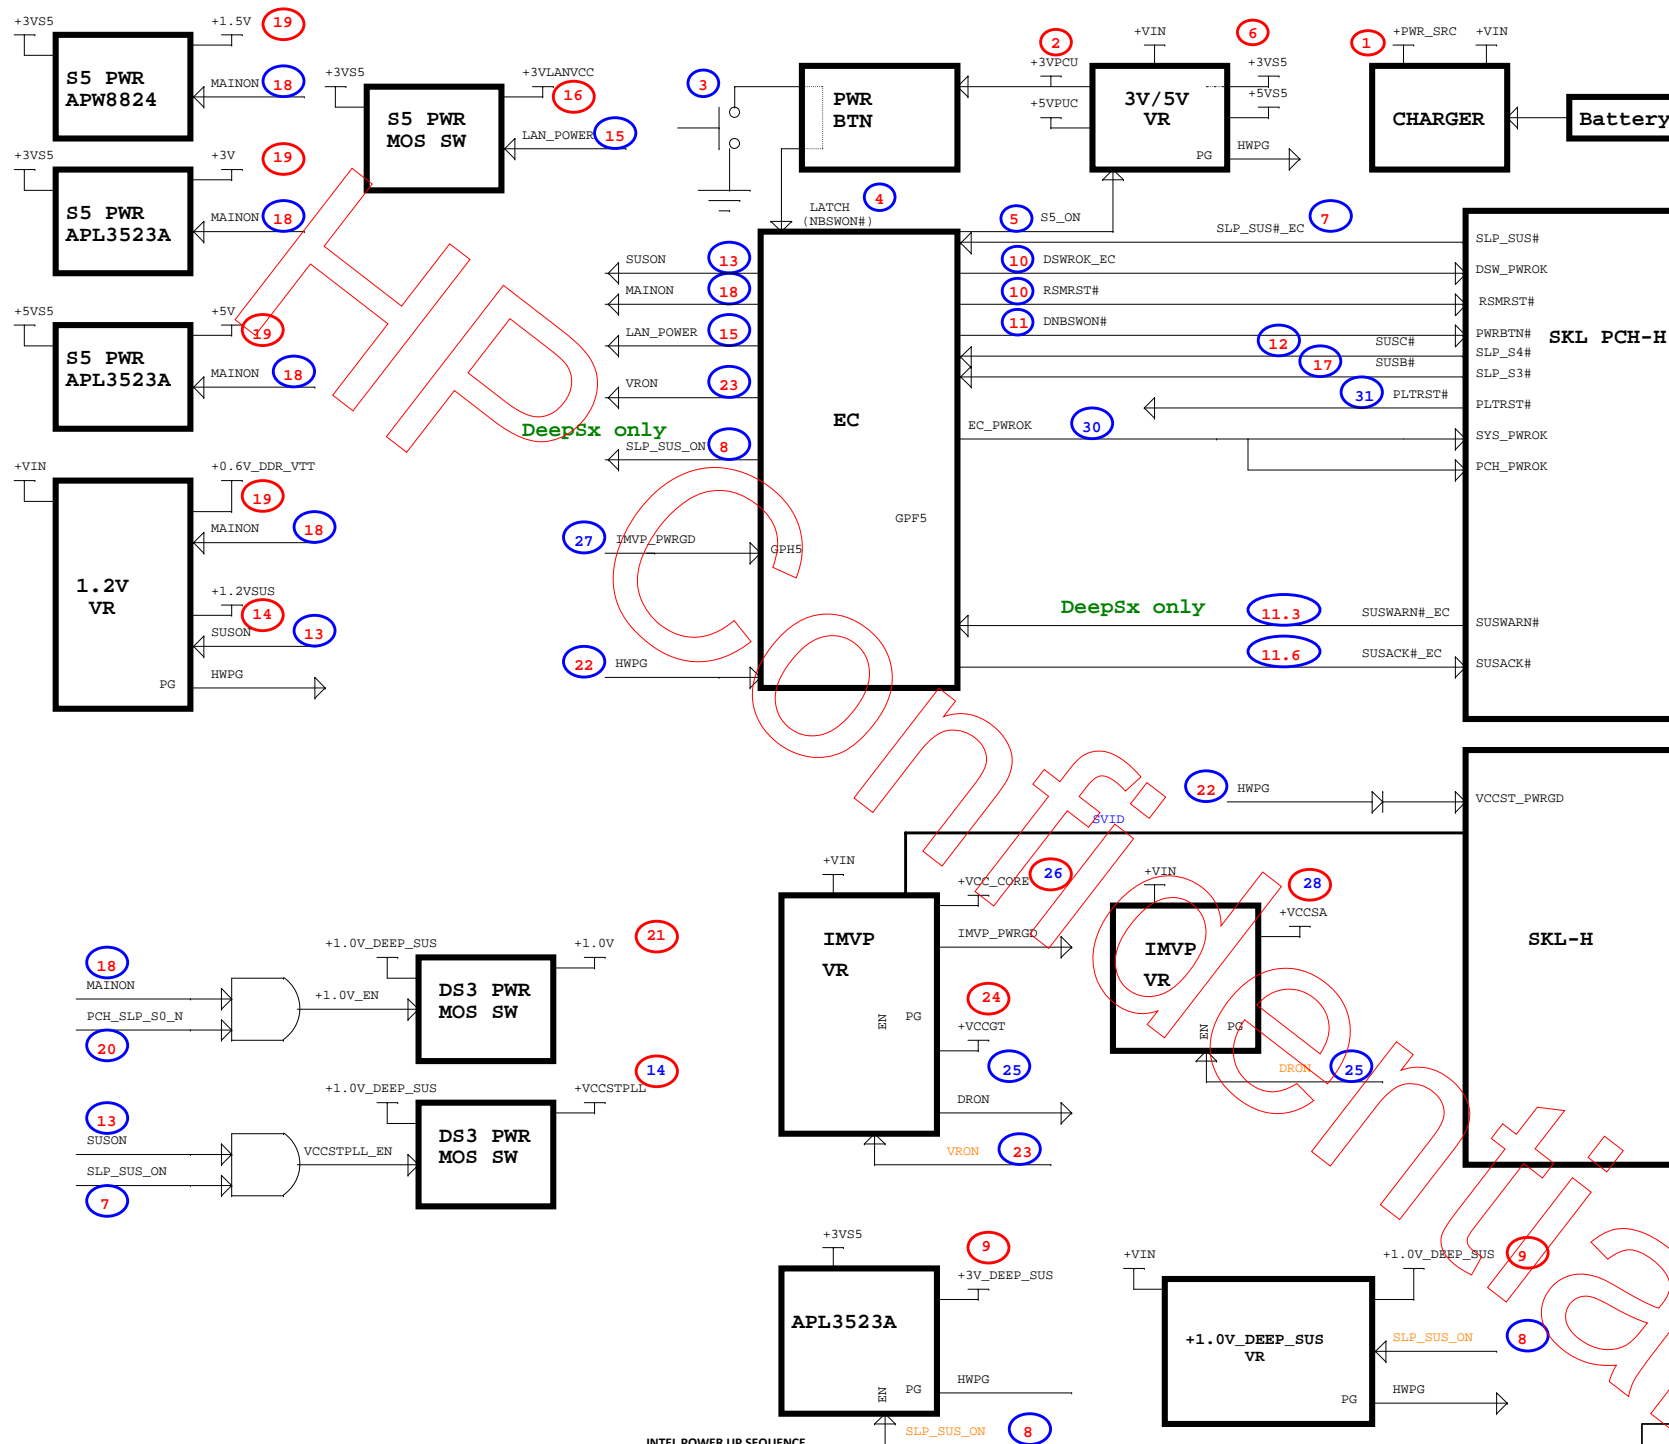 +3VS5
+1.5V
19
S5 PWR
APW8824
MAINON
18
+3VS5
+3VLANVCC
16
S5 PWR
MOS SW
LAN_POWER
15
+3VS5
+3V
19
S5 PWR
APL3523A
MAINON
18
+5VS5
+5V
19
S5 PWR
APL3523A
MAINON
18
+VIN
+0.6V_DDR_VTT
19
MAINON
18
1.2V
VR
+1.2VSUS
14
SUSON
13
PG
HWPG
3
PWR
BTN
4
LATCH
(NBSWON#)
2
+3VPCU
+5VPUC
+VIN
6
3V/5V
VR
+3VS5
+5VS5
PG
HWPG
1
+PWR_SRC
+VIN
CHARGER
Battery
5
S5_ON
SLP_SUS#_EC
7
SLP_SUS#
10
DSWROK_EC
DSW_PWROK
10
RSMRST#
RSMRST#
11
DNBSWON#
PWRBTN#
12
SUSC#
SLP_S4#
17
SUSB#
SLP_S3#
31
PLTRST#
PLTRST#
EC_PWROK
30
SYS_PWROK
PCH_PWROK
SKL PCH-H
SUSON
13
MAINON
18
LAN_POWER
15
VRON
23
DeepSx only
SLP_SUS_ON
8
EC
GPF5
27
IMVP_PWRGD
GPH5
22
HWPG
DeepSx only
11.3
SUSWARN#_EC
SUSWARN#
11.6
SUSACK#_EC
SUSACK#
22
HWPG
VCCST_PWRGD
SVID
SKL-H
+VIN
+VCC_CORE
26
IMVP
VR
IMVP_PWRGD
24
EN
PG
+VCCGT
25
DRON
VRON
23
+VIN
28
+VCCSA
IMVP
VR
EN
PG
DRON
25
18
MAINON
PCH_SLP_S0_N
20
+1.0V_EN
+1.0V_DEEP_SUS
+1.0V
21
DS3 PWR
MOS SW
13
SUSON
SLP_SUS_ON
7
VCCSTPLL_EN
+1.0V_DEEP_SUS
+VCCSTPLL
14
DS3 PWR
MOS SW
+3VS5
9
+3V_DEEP_SUS
APL3523A
EN
PG
HWPG
SLP_SUS_ON
8
+VIN
+1.0V_DEEP_SUS
9
+1.0V_DEEP_SUS
VR
SLP_SUS_ON
8
PG
HWPG
INTEL POWER UP SEQUENCE
HP Confidential